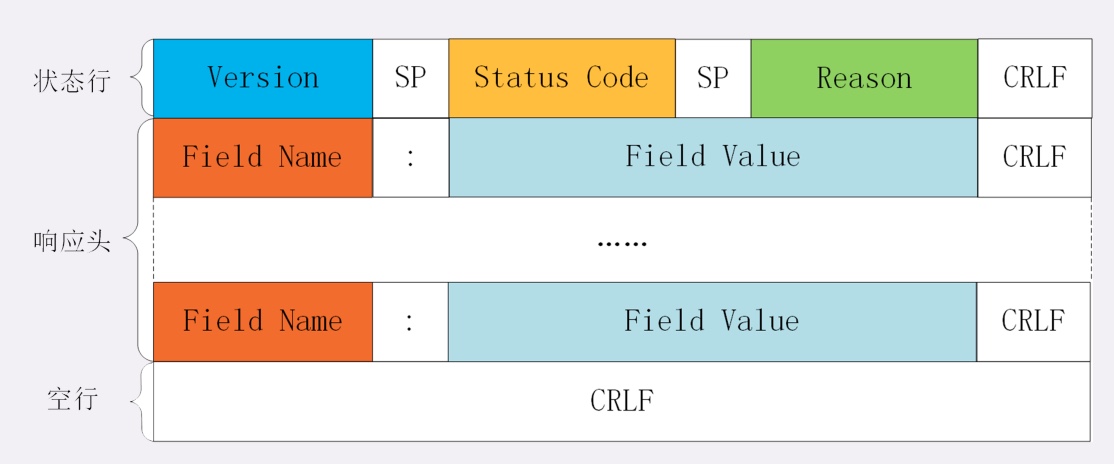 状态行 Version SP Status Code SP Reason CRLF
Field Name : Field Value CRLF
响应头 ……
Field Name : Field Value CRLF
空行 CRLF